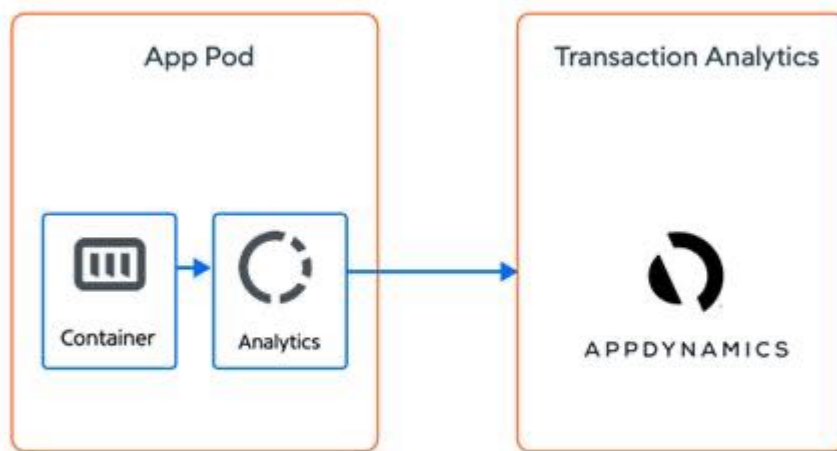 App Pod
Transaction Analytics
Container
Analytics
APPDYNAMICS